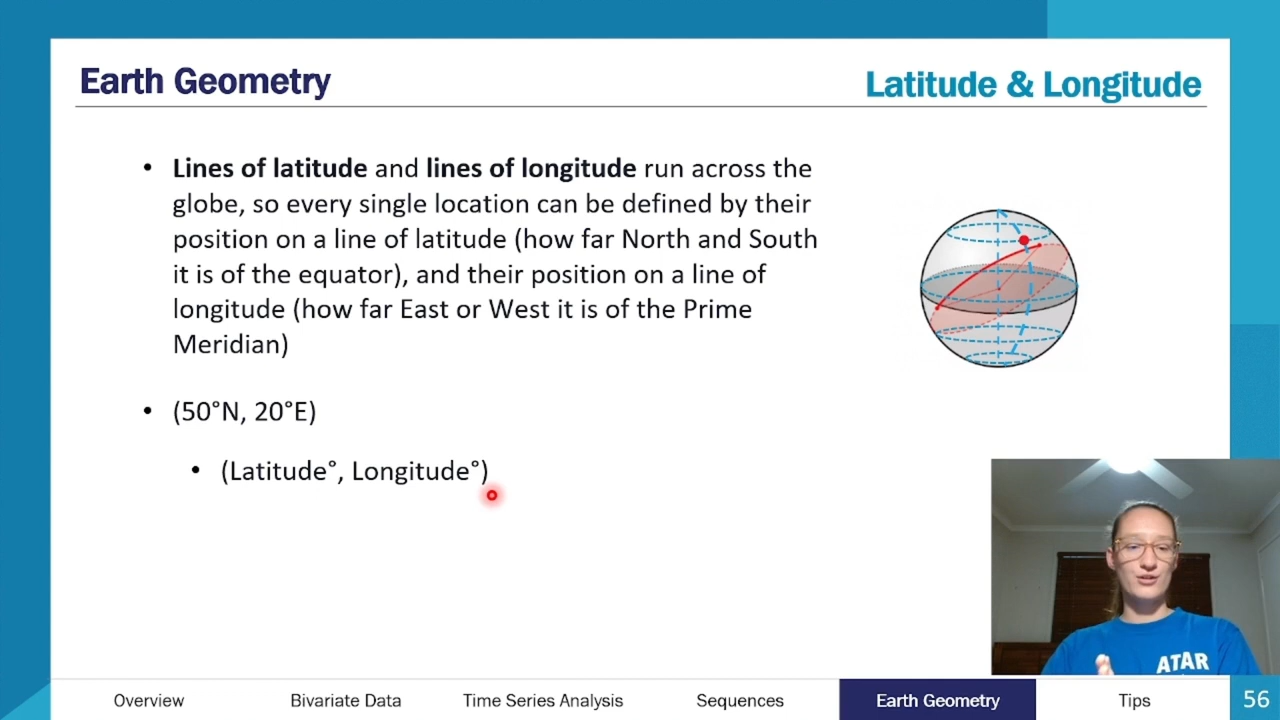 Earth Geometry
Latitude & Longitude
• Lines of latitude and lines of longitude run across the
globe, so every single location can be defined by their
position on a line of latitude (how far North and South
it is of the equator), and their position on a line of
longitude (how far East or West it is of the Prime
Meridian)
• (50°N, 20°E)
• (Latitude°, Longitude°)
ATAR
Overview
Bivariate Data
Time Series Analysis
Sequences
Earth Geometry
Tips
56